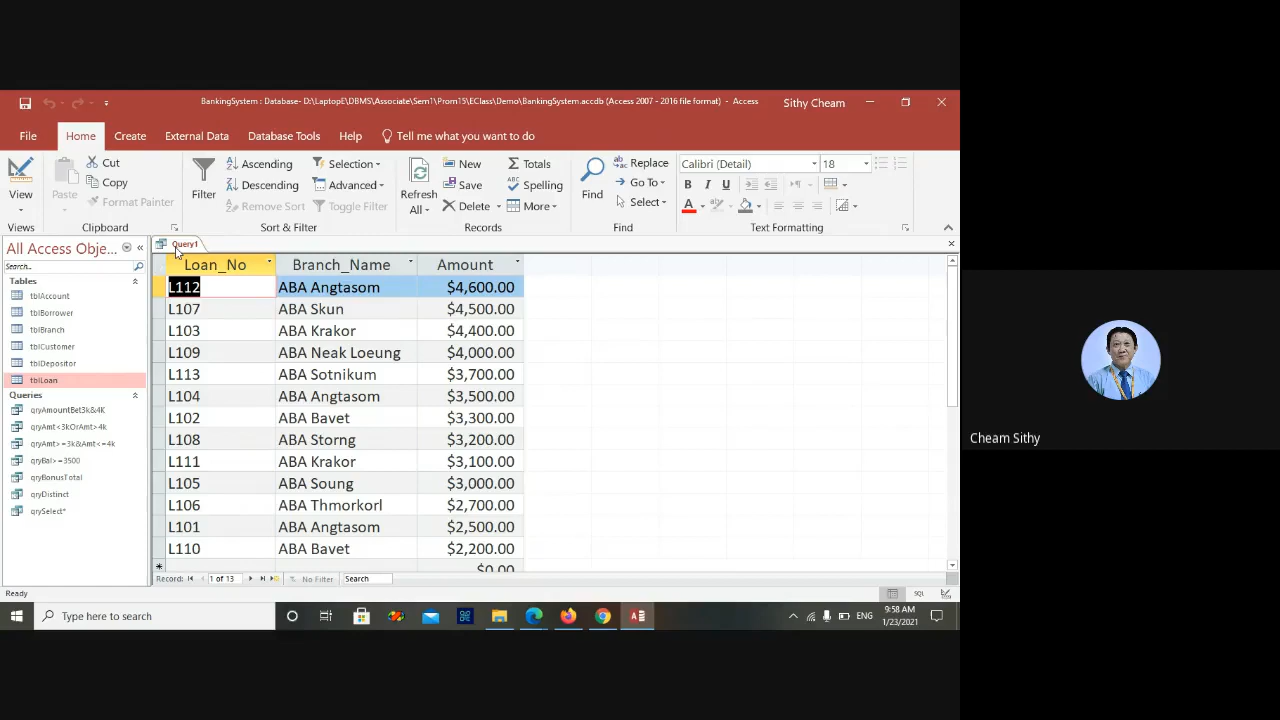 BankingSystem : Database- D:\LaptopE\DBMS\Associate\Sem1\Prom15\EClass\Demo\BankingSystem.accdb (Access 2007 - 2016 file format) - Access
Sithy Cheam
File Home Create External Data Database Tools Help Tell me what you want to do
View
Views
Paste
Cut
Copy
Format Painter
Clipboard
Filter
Ascending
Descending
Remove Sort
Selection
Advanced
Toggle Filter
Sort & Filter
Refresh
All
New
Save
Delete
Totals
Spelling
More
Records
Find
Replace
Go To
Select
Find
Calibri (Detail) 18
B I U
A
Text Formatting
All Access Obje...
Search...
Tables
tblAccount
tblBorrower
tblBranch
tblCustomer
tblDepositor
tblLoan
Queries
qryAmountBet3k&4K
qryAmt<3kOrAmt>4k
qryAmt>=3k&Amt<=4k
qryBal>=3500
qryBonusTotal
qryDistinct
qrySelect*
Query1
Loan_No Branch_Name Amount
L112 ABA Angtasom $4,600.00
L107 ABA Skun $4,500.00
L103 ABA Krakor $4,400.00
L109 ABA Neak Loeung $4,000.00
L113 ABA Sotnikum $3,700.00
L104 ABA Angtasom $3,500.00
L102 ABA Bavet $3,300.00
L108 ABA Storng $3,200.00
L111 ABA Krakor $3,100.00
L105 ABA Soung $3,000.00
L106 ABA Thmorkorl $2,700.00
L101 ABA Angtasom $2,500.00
L110 ABA Bavet $2,200.00
$0.00
Record: 1 of 13 No Filter Search
Ready
SQL
Type here to search
ENG
9:58 AM
1/23/2021
Cheam Sithy